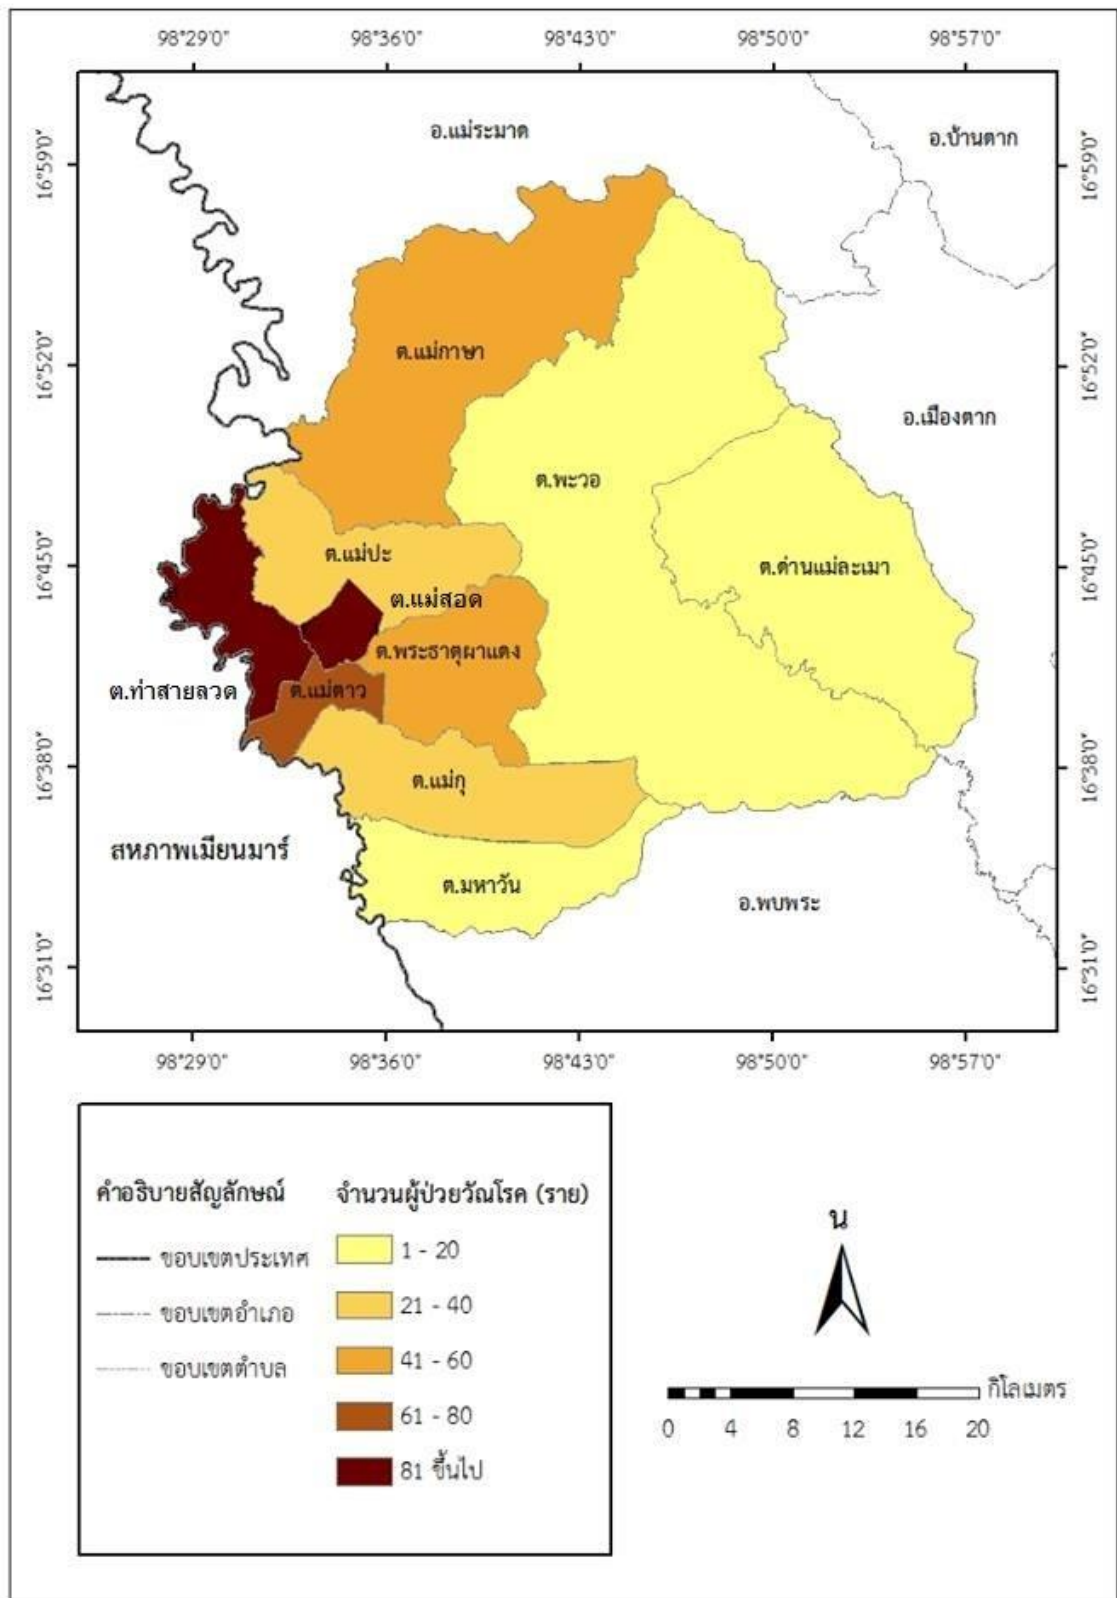 98°29'0" 98°36'0" 98°43'0" 98°50'0" 98°57'0"
อ.แม่ระมาด
อ.บ้านตาก
16°59'0" 16°59'0"
ต.แม่กาษา
16°52'0" 16°52'0"
อ.เมืองตาก
ต.พะวอ
ต.แม่ปะ
16°45'0" 16°45'0"
ต.ด่านแม่ละเมา
ต.แม่สอด
ต.พระธาตุผาแดง
ต.ท่าสายลวด
ต.แม่ตาว
16°38'0" 16°38'0"
ต.แม่กุ
สหภาพเมียนมาร์
ต.มหาวัน
อ.พบพระ
16°31'0" 16°31'0"
98°29'0" 98°36'0" 98°43'0" 98°50'0" 98°57'0"
คำอธิบายสัญลักษณ์
ขอบเขตประเทศ
ขอบเขตอำเภอ
ขอบเขตตำบล
จำนวนผู้ป่วยวัณโรค (ราย)
1 - 20
21 - 40
41 - 60
61 - 80
81 ขึ้นไป
น
กิโลเมตร
0 4 8 12 16 20